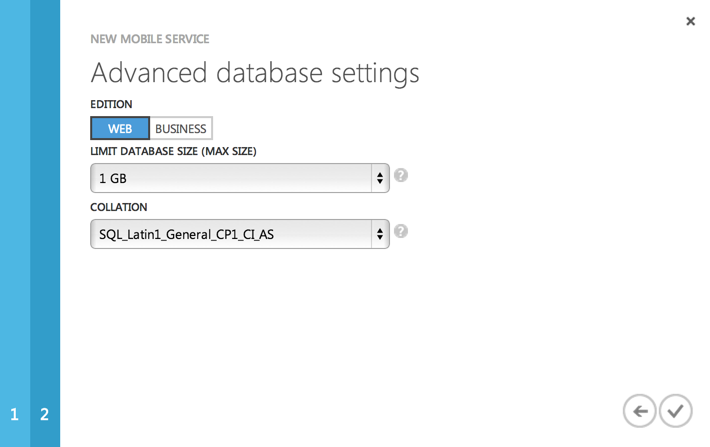 NEW MOBILE SERVICE
Advanced database settings
EDITION
WEB BUSINESS
LIMIT DATABASE SIZE (MAX SIZE)
1 GB
?
COLLATION
SQL_Latin1_General_CP1_CI_AS
?
1 2